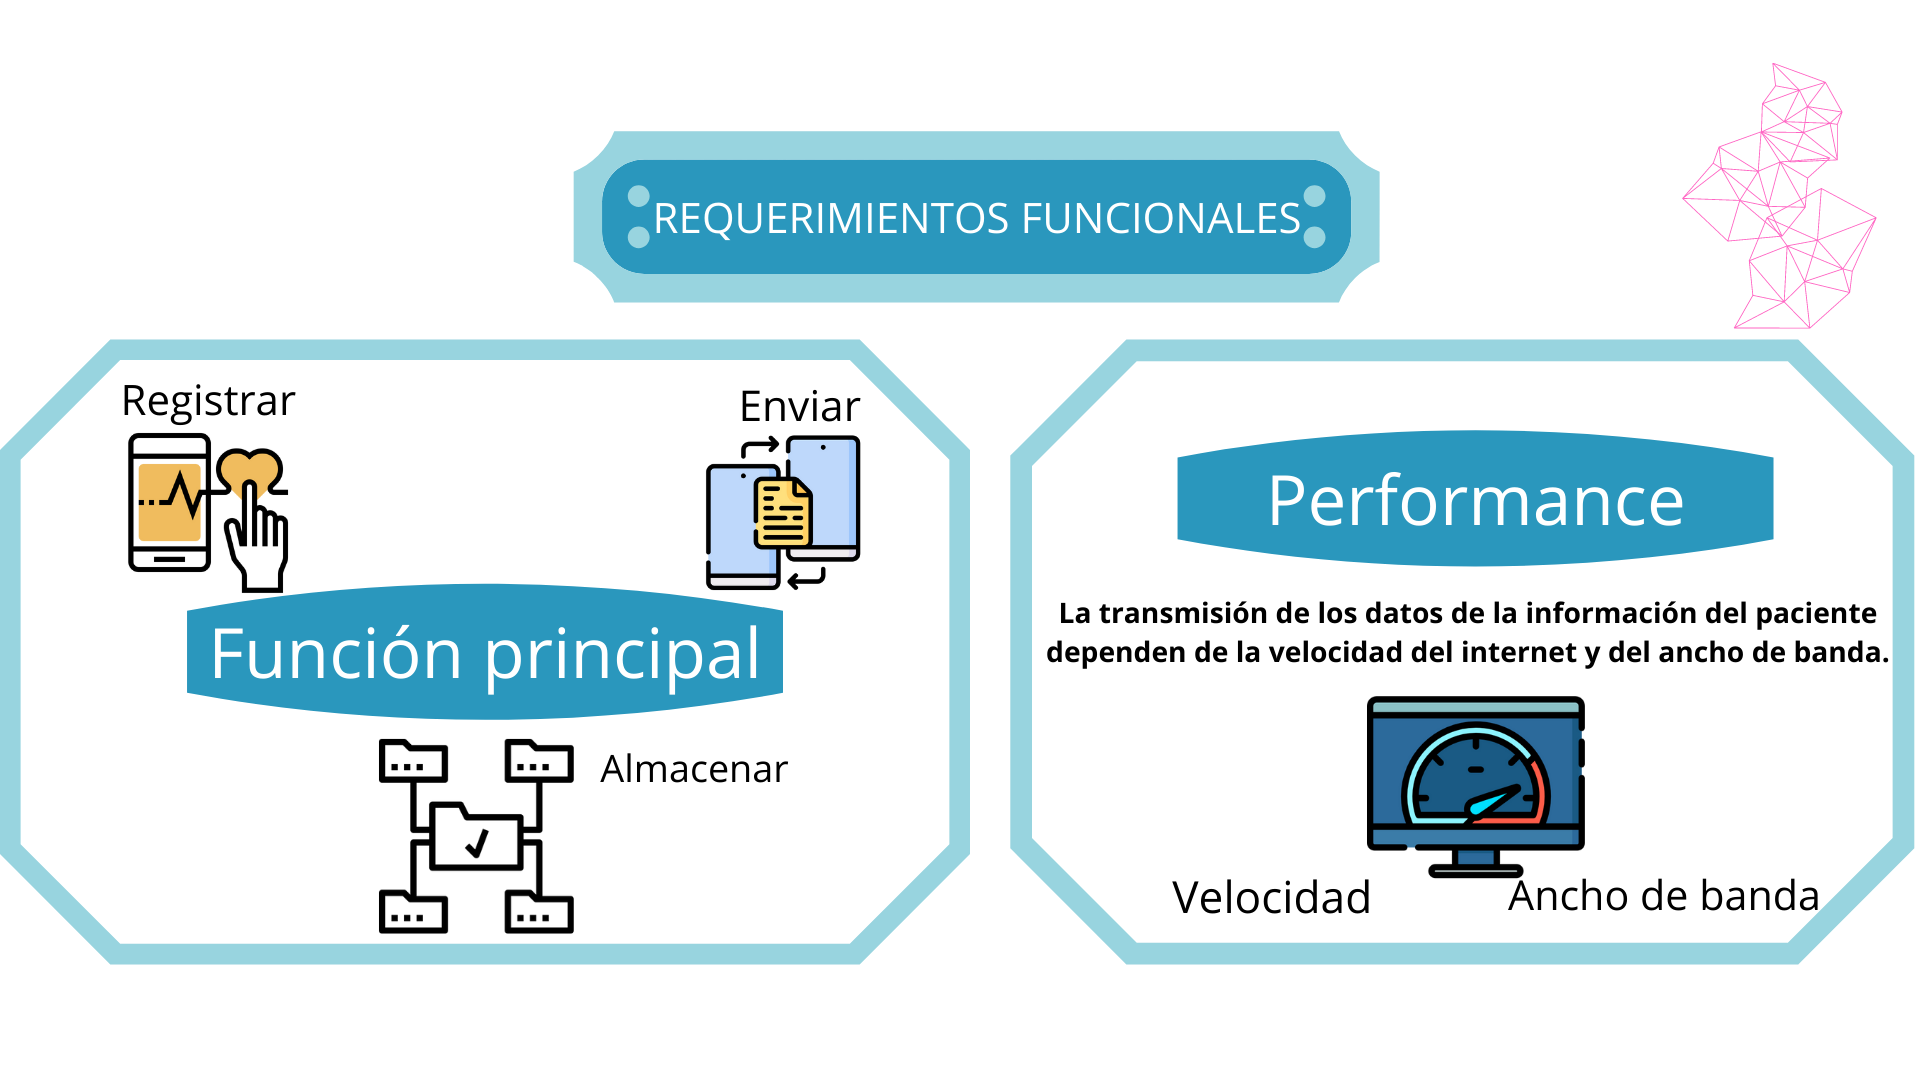 REQUERIMIENTOS FUNCIONALES
Registrar
Enviar
Función principal
Almacenar
Performance
La transmisión de los datos de la información del paciente
dependen de la velocidad del internet y del ancho de banda.
Velocidad
Ancho de banda